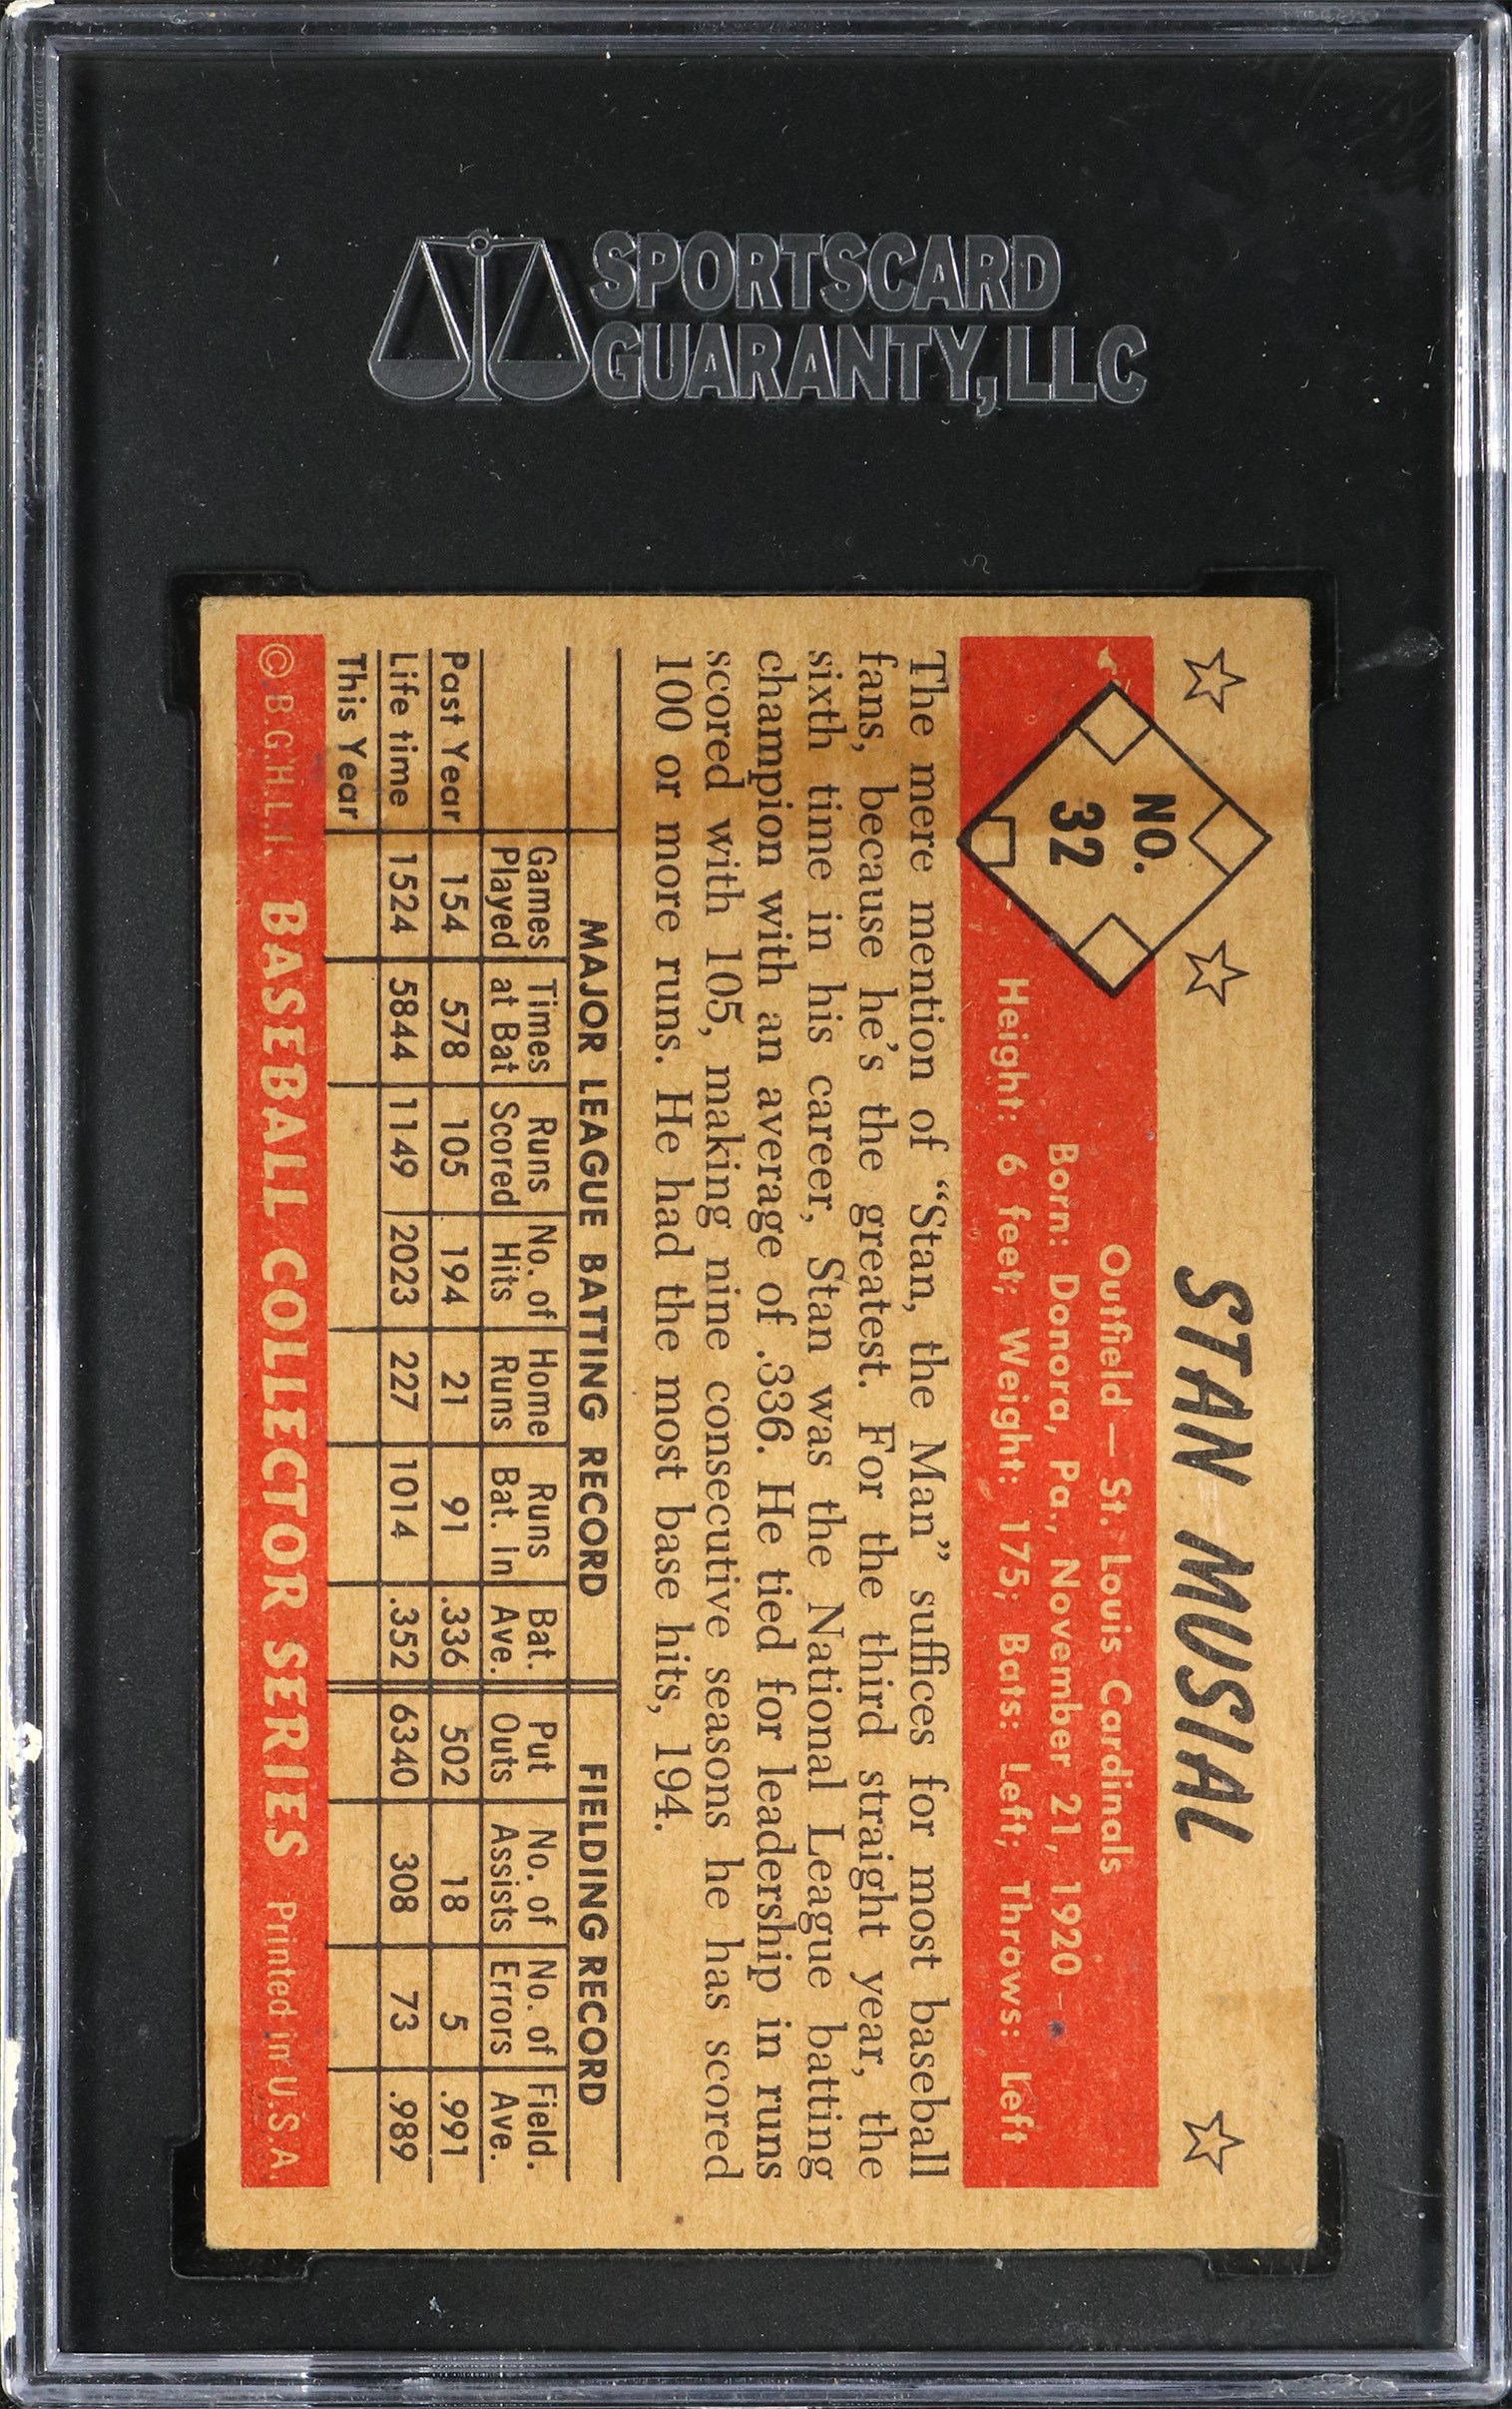 SPORTSCARD
GUARANTY, LLC
STAN MUSIAL
NO.
32
Outfield — St. Louis Cardinals
Born: Donora, Pa., November 21, 1920
Height: 6 feet; Weight: 175; Bats: Left; Throws: Left
The mere mention of “Stan, the Man” suffices for most baseball
fans, because he’s the greatest. For the third straight year, the
sixth time in his career, Stan was the National League batting
champion with an average of .336. He tied for leadership in runs
scored with 105, making nine consecutive seasons he has scored
100 or more runs. He had the most base hits, 194.
MAJOR LEAGUE BATTING RECORD FIELDING RECORD
Games Times Runs No. of Home Runs Bat. Put No. of No. of Field.
Played at Bat Scored Hits Runs Bat. in Ave. Outs Assists Errors Ave.
Past Year 154 578 105 194 21 91 .336 502 18 5 .991
Life time 1524 5844 1149 2023 227 1014 .352 6340 308 73 .989
This Year
© B.G.H.L.I. BASEBALL COLLECTOR SERIES Printed in U.S.A.